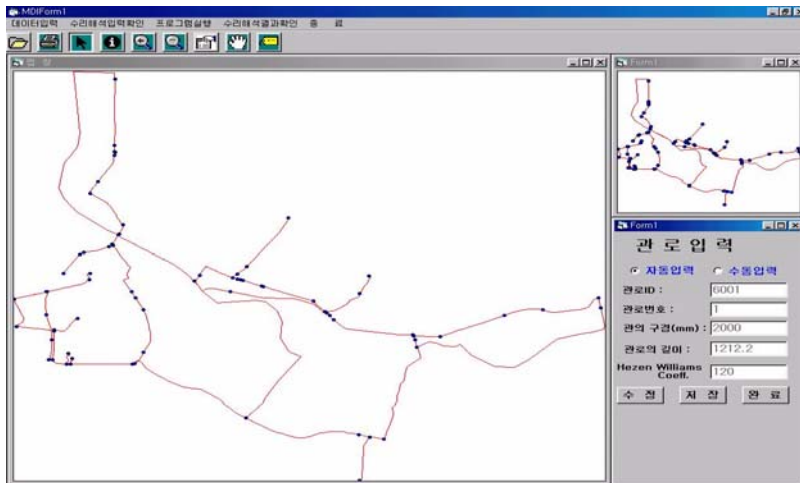 MDIForm1
데이터입력 수리해석입력확인 프로그램실행 수리해석결과확인 종 료
Form1
Form1
관 로 입 력
자동입력 수동입력
관로ID : 6001
관로번호 : 1
관의 구경(mm) : 2000
관로의 길이 : 1212.2
Hezen Williams
Coeff. 120
수 정 저 장 완 료